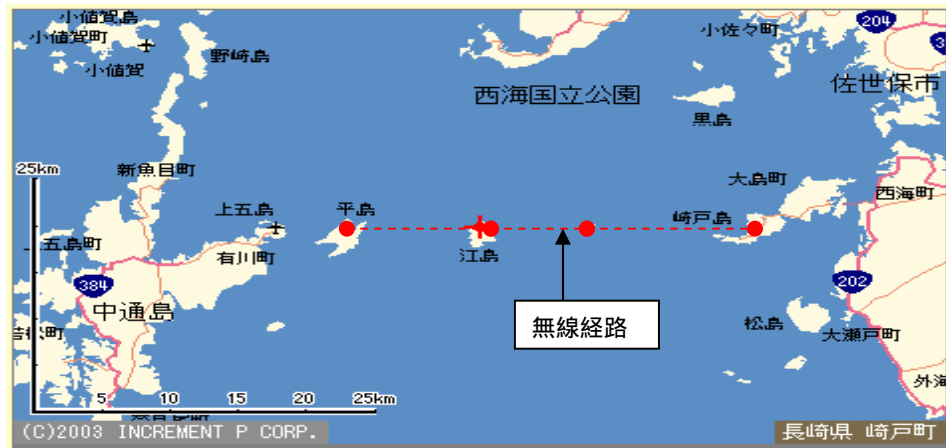 小値賀島
小値賀町
小値賀
野崎島
小佐々町
204
佐世保市
西海国立公園
黒島
25km
新魚目町
大島町
西海町
上五島
平島
崎戸島
五島町
有川町
江島
384
202
中通島
無線経路
松島
大瀬戸町
外海
5
10
15
20
25km
(C)2003 INCREMENT P CORP.
長崎県 崎戸町